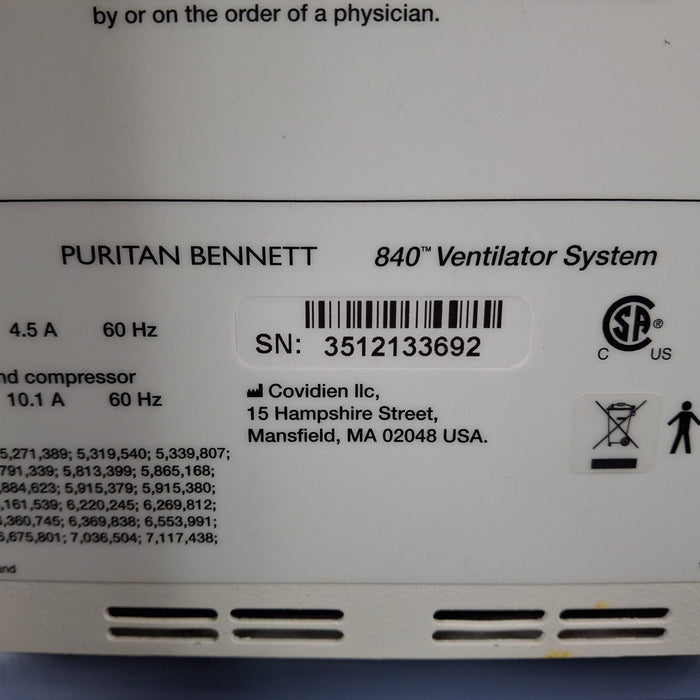 by or on the order of a physician.
PURITAN BENNETT 840™ Ventilator System
4.5 A 60 Hz
SN: 3512133692
SA ®
C US
nd compressor
10.1 A 60 Hz
Covidien llc,
15 Hampshire Street,
Mansfield, MA 02048 USA.
5,271,389; 5,319,540; 5,339,807;
791,339; 5,813,399; 5,865,168;
884,623; 5,915,379; 5,915,380;
,161,539; 6,220,245; 6,269,812;
,360,745; 6,369,838; 6,553,991;
6,675,801; 7,036,504; 7,117,438;
and